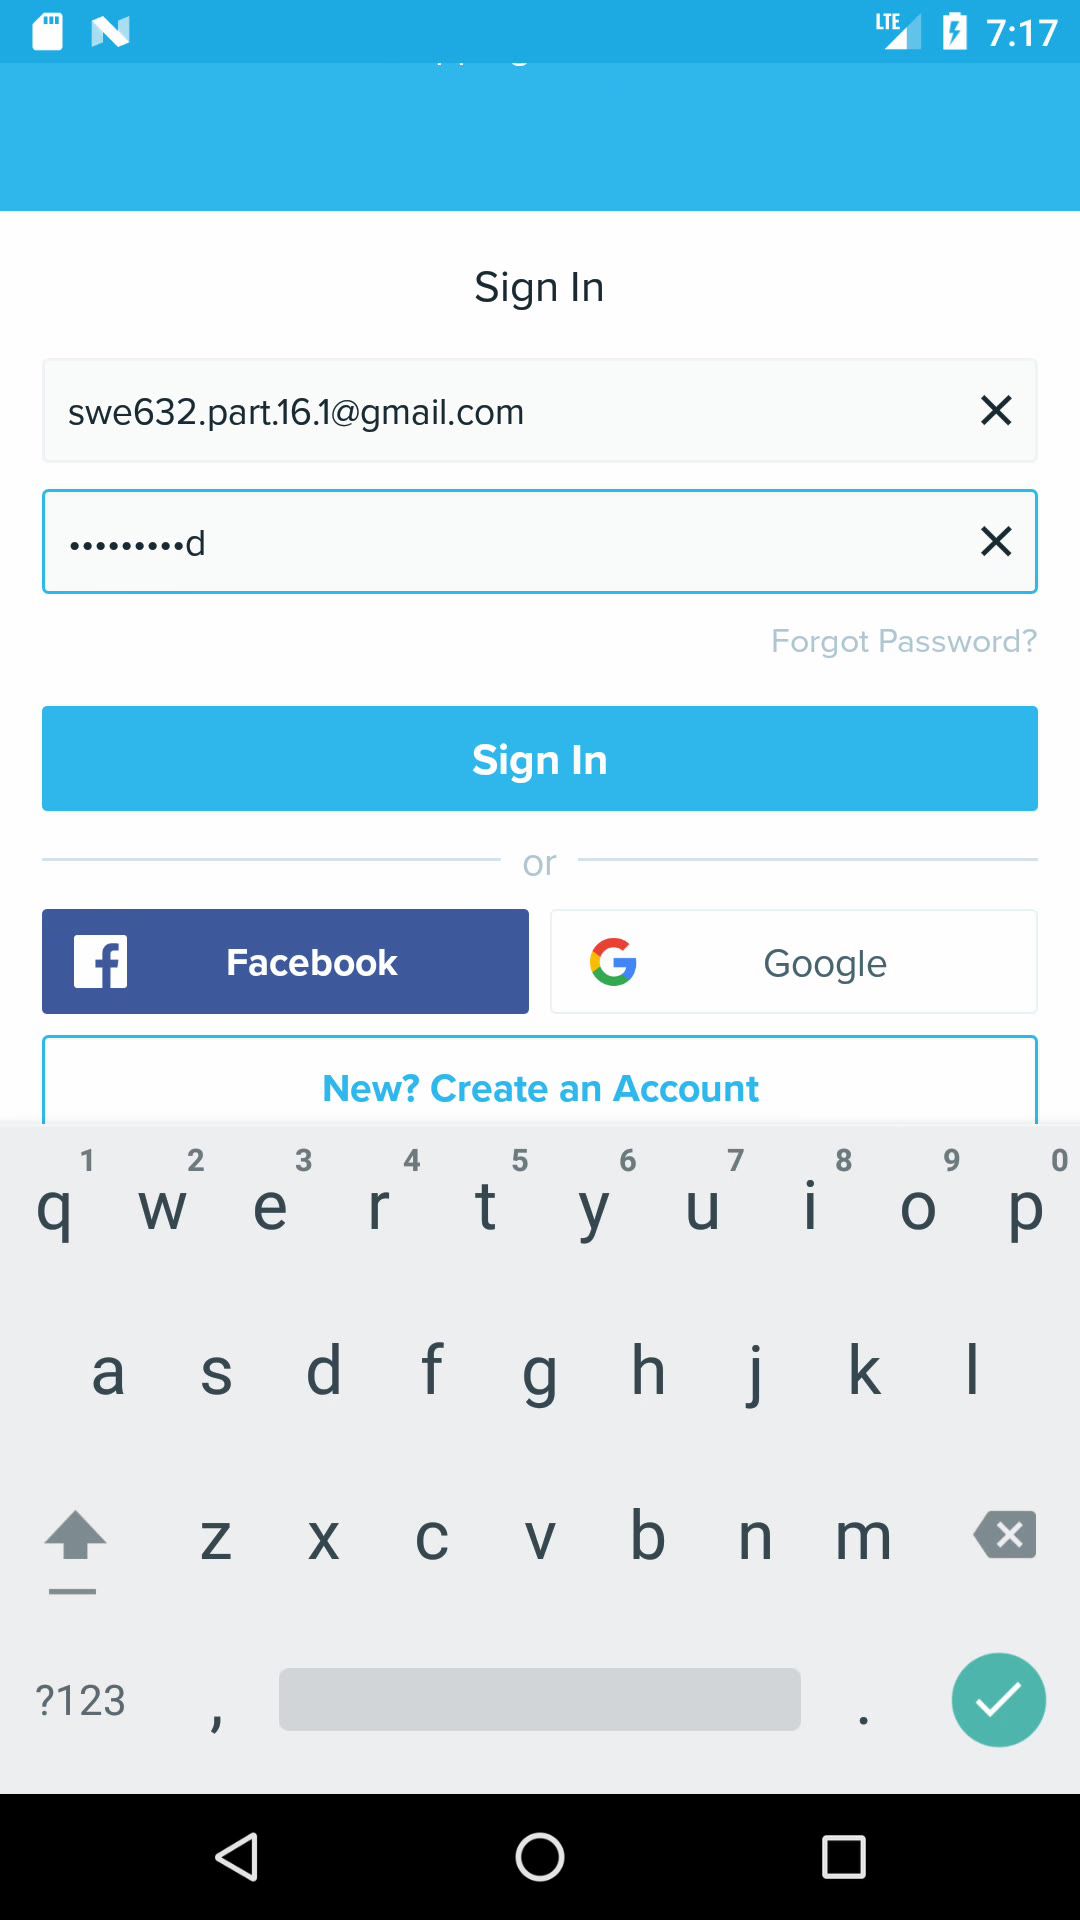 LTE 7:17
Sign In
swe632.part.16.1@gmail.com
•••••••••d
Forgot Password?
Sign In
or
Facebook
Google
New? Create an Account
1 2 3 4 5 6 7 8 9 0
q w e r t y u i o p
a s d f g h j k l
z x c v b n m
?123 , .